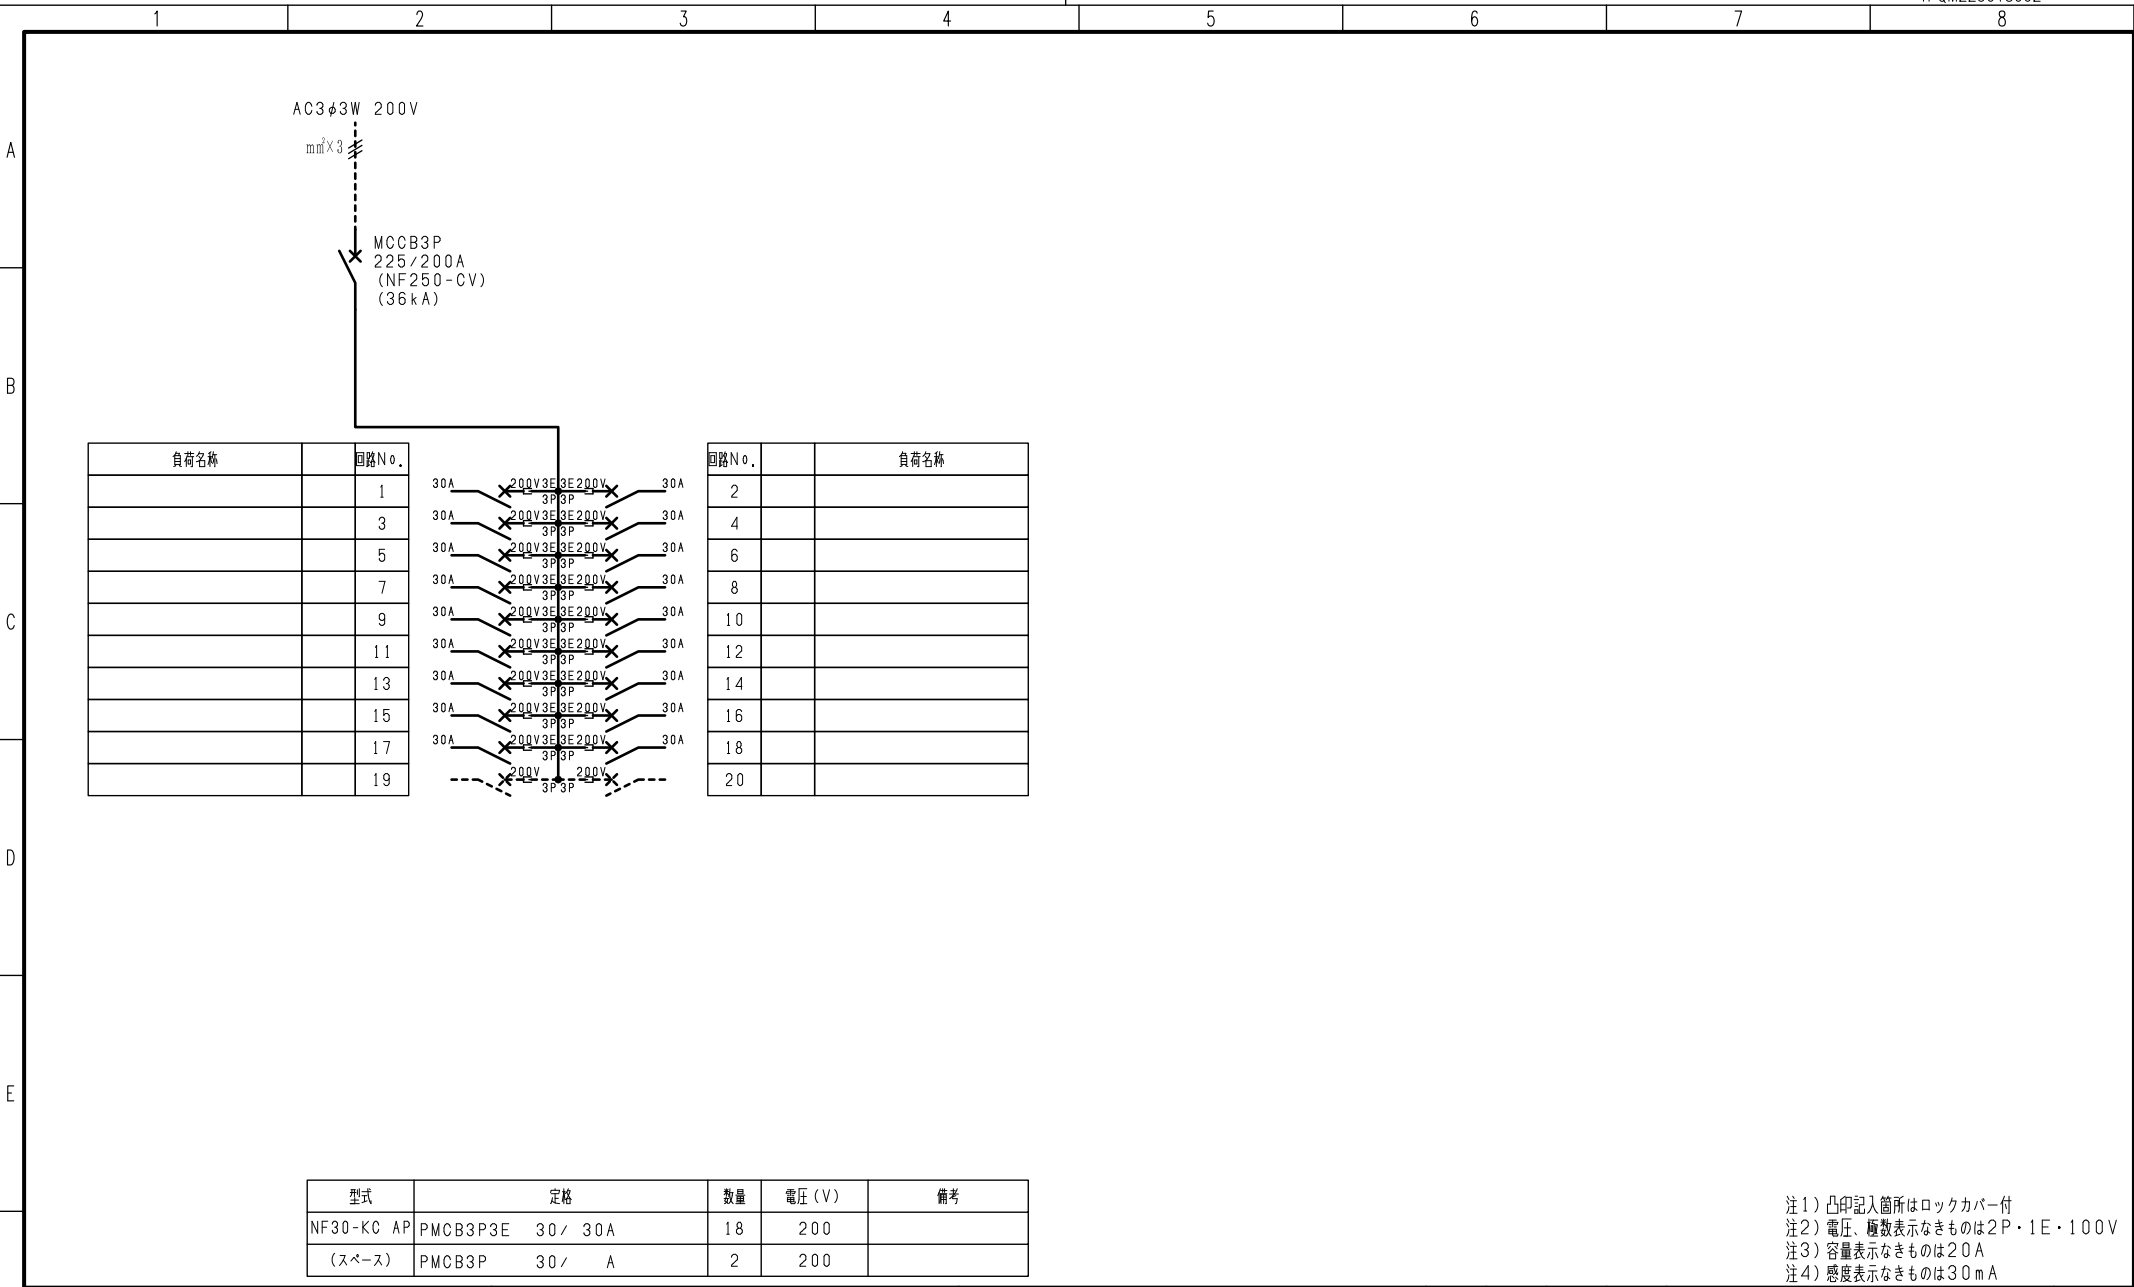 1 2 3 4 5 6 7 8
A
B
C
D
E
AC3φ3W 200V
mm²×3
MCCB3P
225/200A
(NF250-CV)
(36kA)
負荷名称 回路No. 回路No. 負荷名称
1 30A 200V3E 3E200V 30A 2
3P 3P
3 30A 200V3E 3E200V 30A 4
3P 3P
5 30A 200V3E 3E200V 30A 6
3P 3P
7 30A 200V3E 3E200V 30A 8
3P 3P
9 30A 200V3E 3E200V 30A 10
3P 3P
11 30A 200V3E 3E200V 30A 12
3P 3P
13 30A 200V3E 3E200V 30A 14
3P 3P
15 30A 200V3E 3E200V 30A 16
3P 3P
17 30A 200V3E 3E200V 30A 18
3P 3P
19 200V 200V 20
3P 3P
型式 定格 数量 電圧(V) 備考
NF30-KC AP PMCB3P3E 30/ 30A 18 200
(スペース) PMCB3P 30/ A 2 200
注1)凸印記入箇所はロックカバー付
注2)電圧、極数表示なきものは2P・1E・100V
注3)容量表示なきものは20A
注4)感度表示なきものは30mA